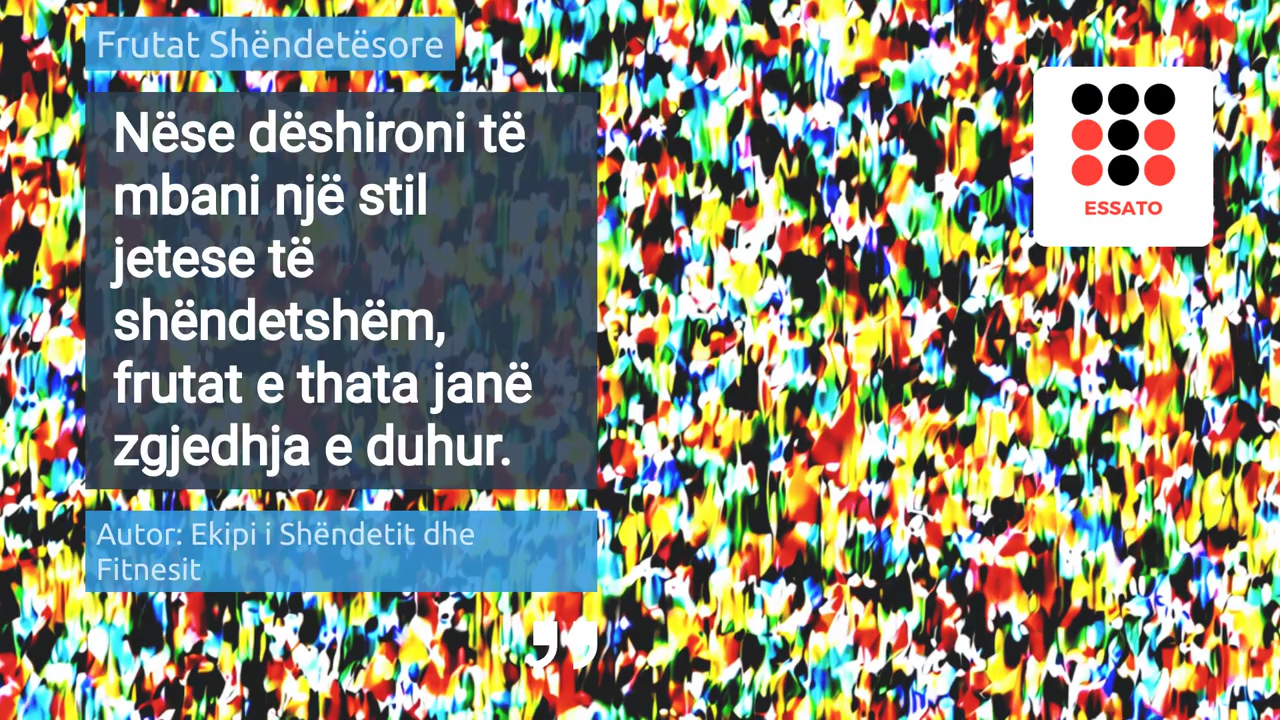 Frutat Shëndetësore
Nëse dëshironi të
mbani një stil
jetese të
shëndetshëm,
frutat e thata janë
zgjedhja e duhur.
Autor: Ekipi i Shëndetit dhe
Fitnesit
ESSATO